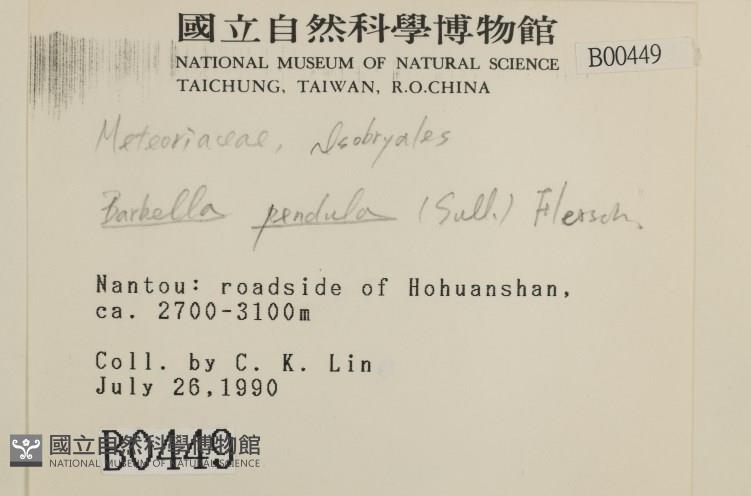 國立自然科學博物館
NATIONAL MUSEUM OF NATURAL SCIENCE
TAICHUNG, TAIWAN, R.O.CHINA
B00449
Meteoriaceae, Isobryales
Barbella pendula (Sull.) Fleisch.
Nantou: roadside of Hohuanshan,
ca. 2700-3100m
Coll. by C. K. Lin
July 26,1990
B0449
國立自然科學博物館
NATIONAL MUSEUM OF NATURAL SCIENCE